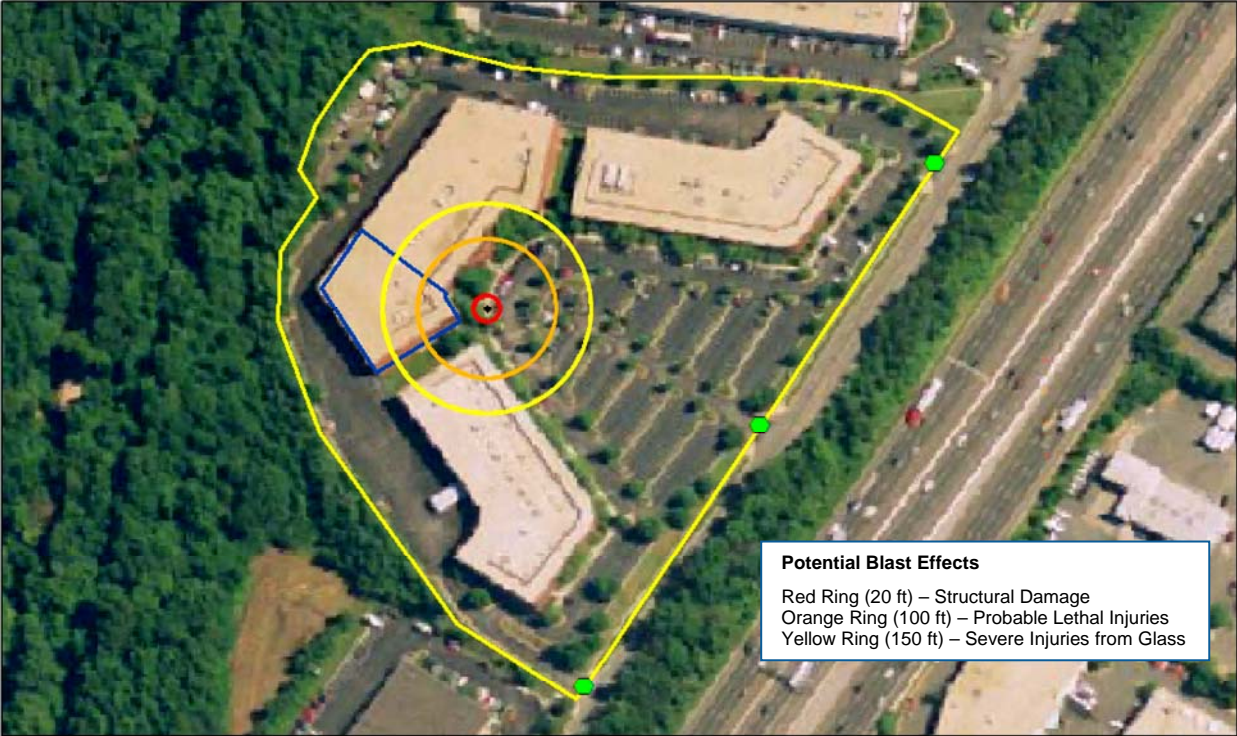 Potential Blast Effects
Red Ring (20 ft) – Structural Damage
Orange Ring (100 ft) – Probable Lethal Injuries
Yellow Ring (150 ft) – Severe Injuries from Glass